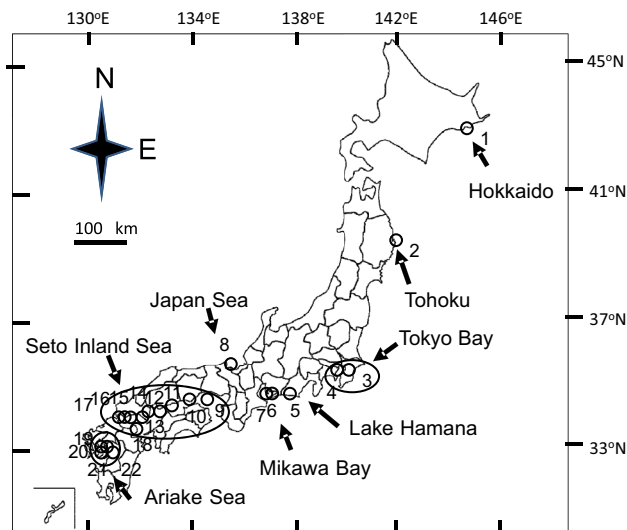 130°E 134°E 138°E 142°E 146°E
45°N
N
E
1
Hokkaido
100 km
41°N
2
Tohoku
Japan Sea
37°N
8
Tokyo Bay
Seto Inland Sea
4 3
17 16 15 14 12 11
7 6 5
13 10 9
Lake Hamana
19 18
33°N
20
Mikawa Bay
21 22
Ariake Sea